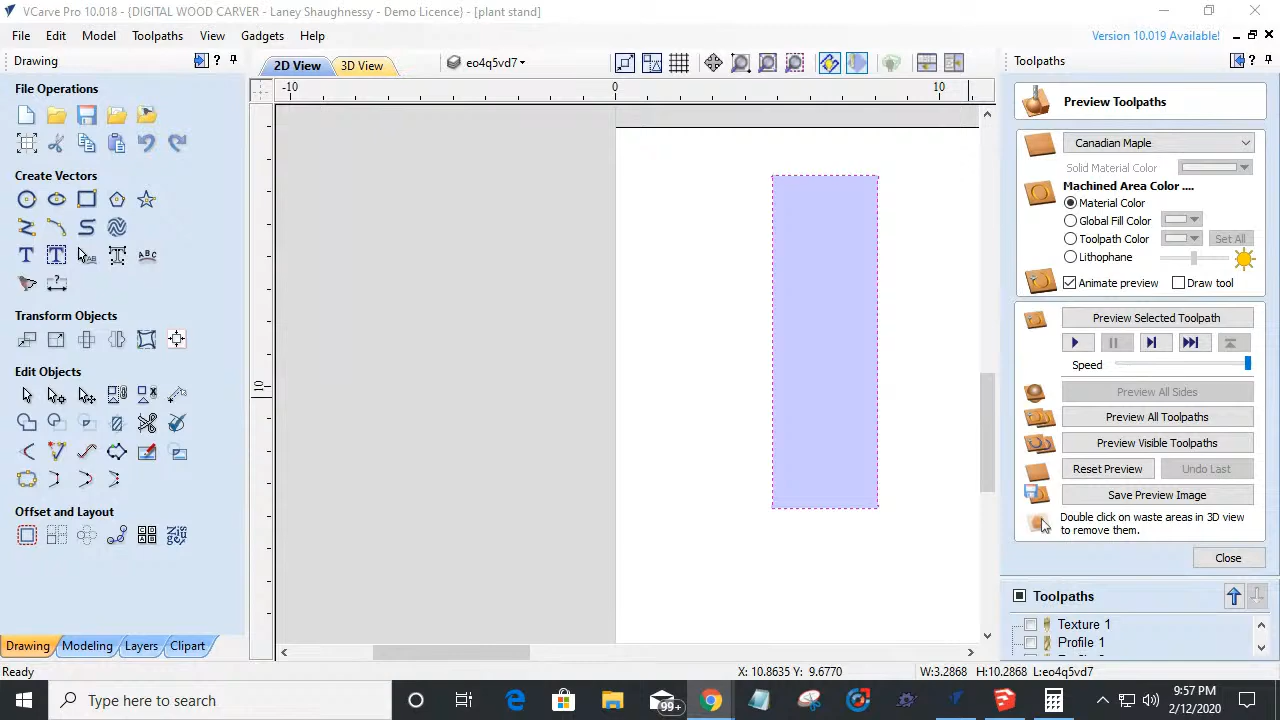 VCarve Pro 10.018 - {DIGITAL WOOD CARVER - Laney Shaughnessy - Demo Licence) - [plant stand]
File Edit Model Toolpaths View Gadgets Help
Version 10.019 Available!
Drawing
File Operations
Create Vectors
Transform Objects
Edit Objects
Offset and Layout
Drawing Modeling Layers Clipart
2D View 3D View eo4q5vd7
-10 0 10
10
Toolpaths
Preview Toolpaths
Canadian Maple
Solid Material Color
Machined Area Color ....
Material Color
Global Fill Color
Toolpath Color Set All
Lithophane
Animate preview Draw tool
Preview Selected Toolpath
Speed
Preview All Sides
Preview All Toolpaths
Preview Visible Toolpaths
Reset Preview Undo Last
Save Preview Image
Double click on waste areas in 3D view
to remove them.
Close
Toolpaths
Texture 1
Profile 1
Ready X: 10.8635 Y: 9.6770 W:3.2868 H:10.2868 L:eo4q5vd7
Type here to search
99+
9:57 PM
2/12/2020